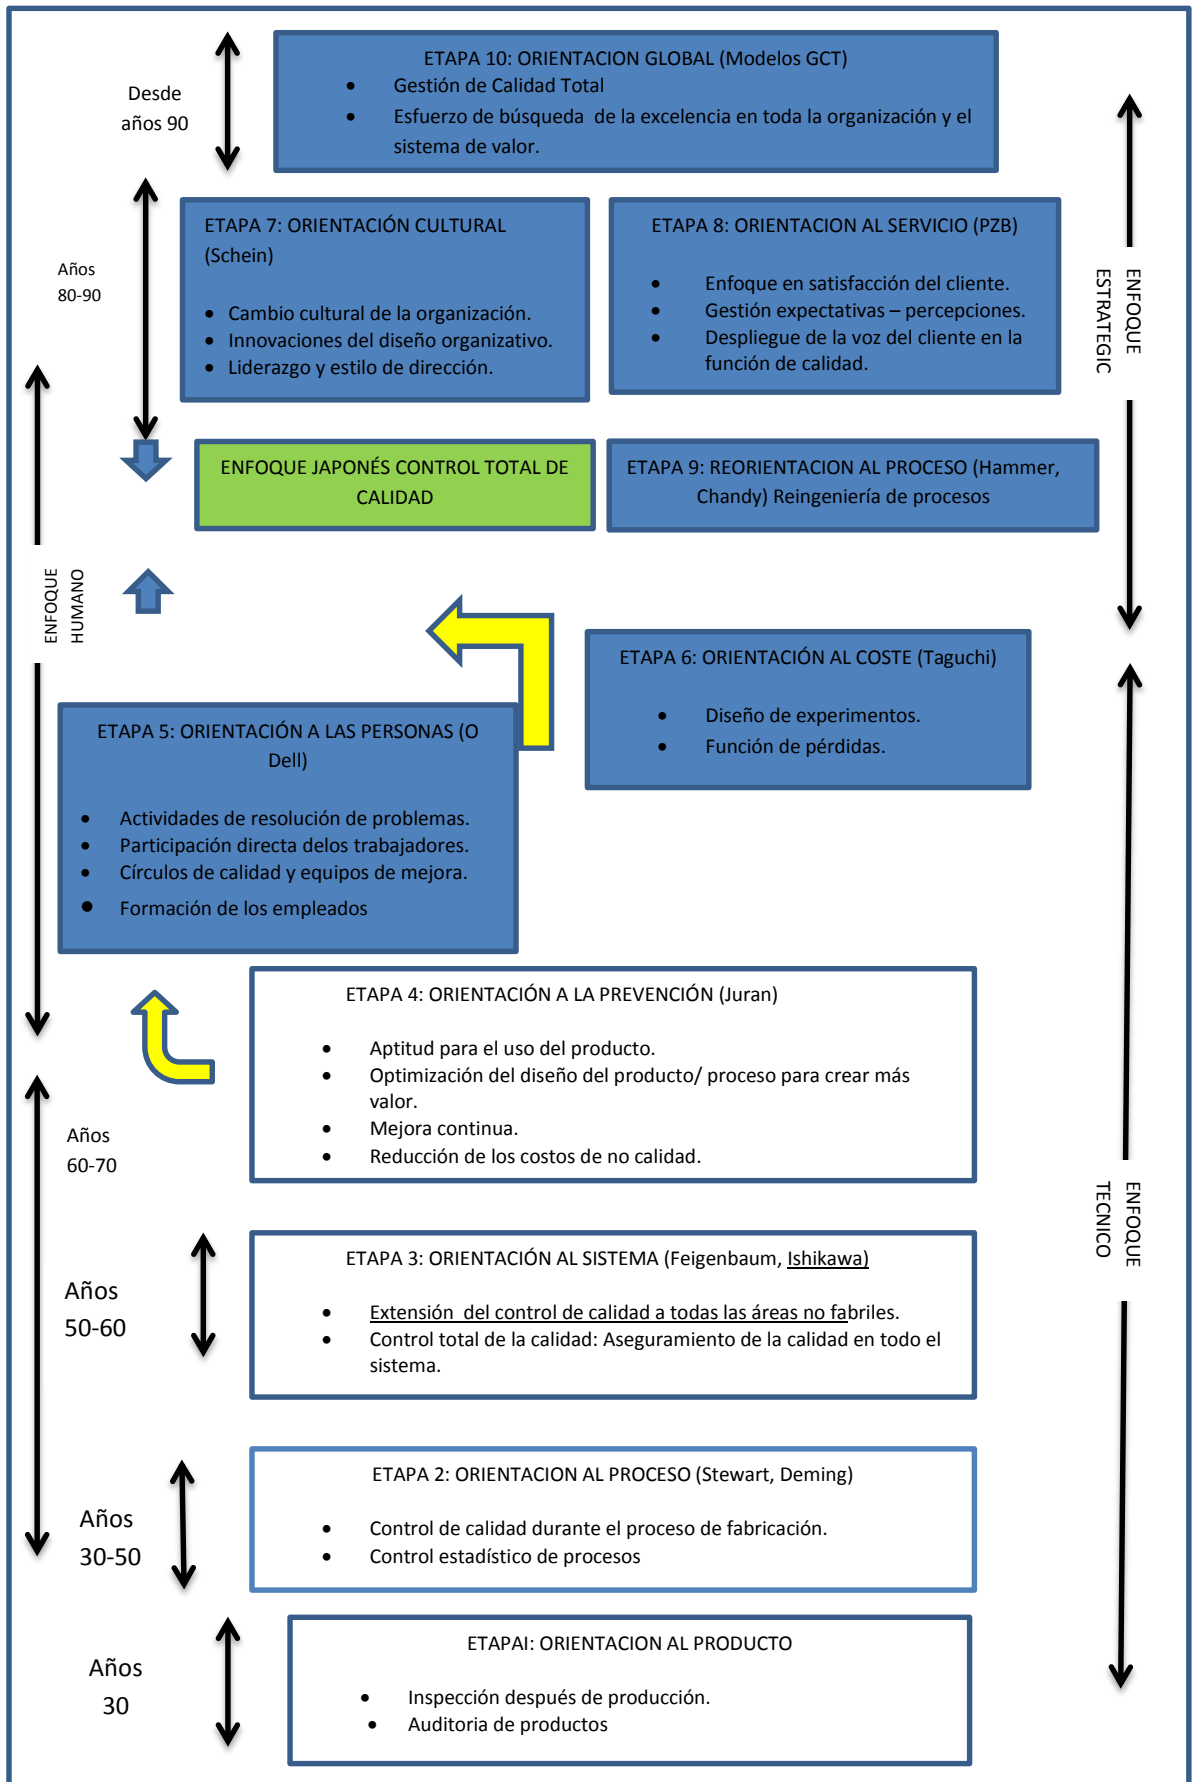 ETAPA 10: ORIENTACION GLOBAL (Modelos GCT)
• Gestión de Calidad Total
• Esfuerzo de búsqueda de la excelencia en toda la organización y el
sistema de valor.
Desde
años 90
ETAPA 7: ORIENTACIÓN CULTURAL
(Schein)
• Cambio cultural de la organización.
• Innovaciones del diseño organizativo.
• Liderazgo y estilo de dirección.
ETAPA 8: ORIENTACION AL SERVICIO (PZB)
• Enfoque en satisfacción del cliente.
• Gestión expectativas – percepciones.
• Despliegue de la voz del cliente en la
función de calidad.
Años
80-90
ENFOQUE
ESTRATEGIC
ENFOQUE JAPONÉS CONTROL TOTAL DE
CALIDAD
ETAPA 9: REORIENTACION AL PROCESO (Hammer,
Chandy) Reingeniería de procesos
ENFOQUE
HUMANO
ETAPA 6: ORIENTACIÓN AL COSTE (Taguchi)
• Diseño de experimentos.
• Función de pérdidas.
ETAPA 5: ORIENTACIÓN A LAS PERSONAS (O
Dell)
• Actividades de resolución de problemas.
• Participación directa delos trabajadores.
• Círculos de calidad y equipos de mejora.
• Formación de los empleados
ETAPA 4: ORIENTACIÓN A LA PREVENCIÓN (Juran)
• Aptitud para el uso del producto.
• Optimización del diseño del producto/ proceso para crear más
valor.
• Mejora continua.
• Reducción de los costos de no calidad.
Años
60-70
ENFOQUE
TECNICO
ETAPA 3: ORIENTACIÓN AL SISTEMA (Feigenbaum, Ishikawa)
• Extensión del control de calidad a todas las áreas no fabriles.
• Control total de la calidad: Aseguramiento de la calidad en todo el
sistema.
Años
50-60
ETAPA 2: ORIENTACION AL PROCESO (Stewart, Deming)
• Control de calidad durante el proceso de fabricación.
• Control estadístico de procesos
Años
30-50
ETAPAI: ORIENTACION AL PRODUCTO
• Inspección después de producción.
• Auditoria de productos
Años
30